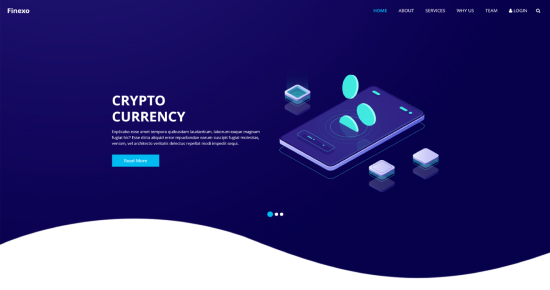 Finexo
HOME
ABOUT
SERVICES
WHY US
TEAM
LOGIN
CRYPTO
CURRENCY
Explicabo esse amet tempora quibusdam laudantium, laborum eaque magnam
fugiat hic? Esse dicta aliquid error repudiandae earum suscipit fugiat molestias,
veniam, vel architecto veritatis delectus repellat modi impedit sequi.
Read More